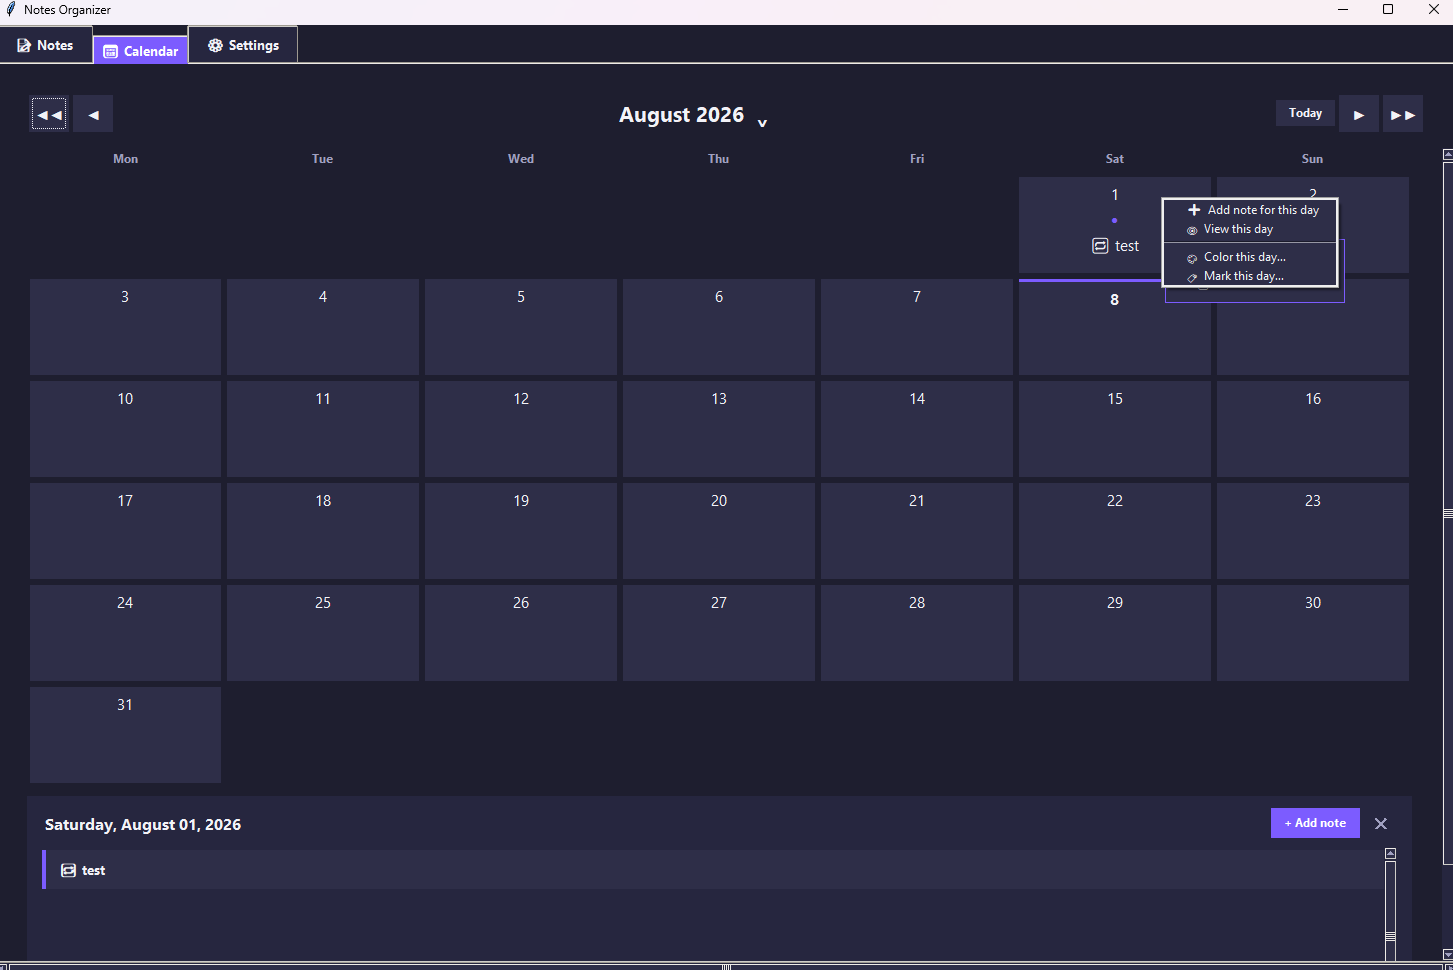 Notes Organizer
Notes Calendar Settings
August 2026
Today
Mon Tue Wed Thu Fri Sat Sun
1 2
test
Add note for this day
View this day
Color this day...
Mark this day...
3 4 5 6 7 8
10 11 12 13 14 15 16
17 18 19 20 21 22 23
24 25 26 27 28 29 30
31
Saturday, August 01, 2026
+ Add note
test